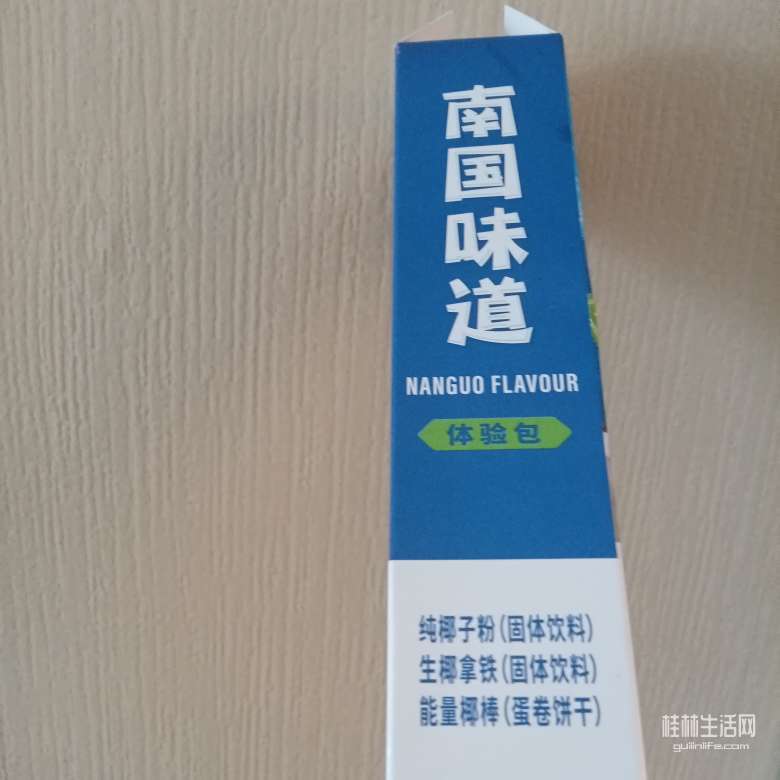 南国味道
NANGUO FLAVOUR
体验包
纯椰子粉(固体饮料)
生椰拿铁(固体饮料)
能量椰棒(蛋卷饼干)
桂林生活网
guilinlife.com